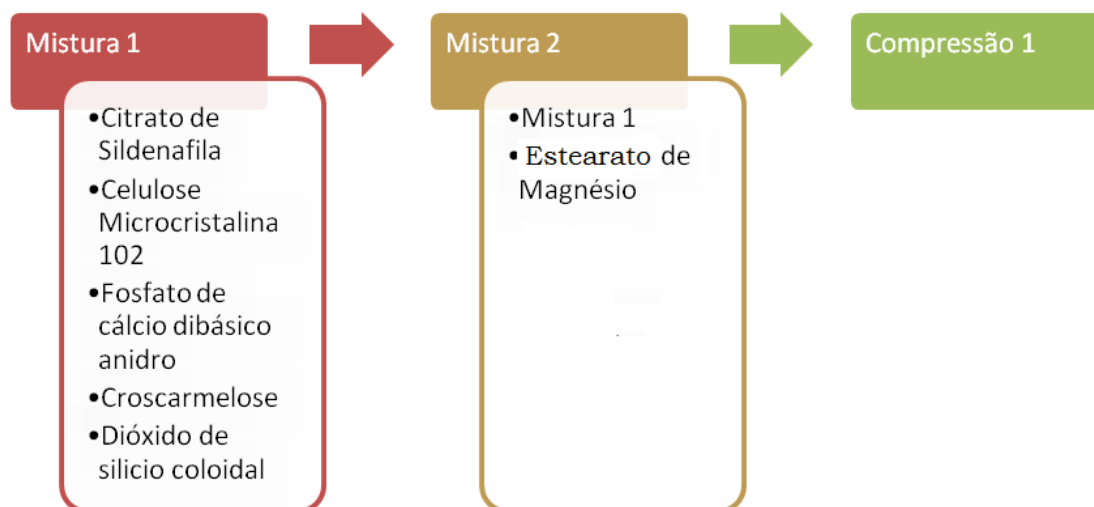 Mistura 1
•Citrato de
Sildenafila
•Celulose
Microcristalina
102
•Fosfato de
cálcio dibásico
anidro
•Croscarmelose
•Dióxido de
silicio coloidal
Mistura 2
•Mistura 1
•Estearato de
Magnésio
Compressão 1